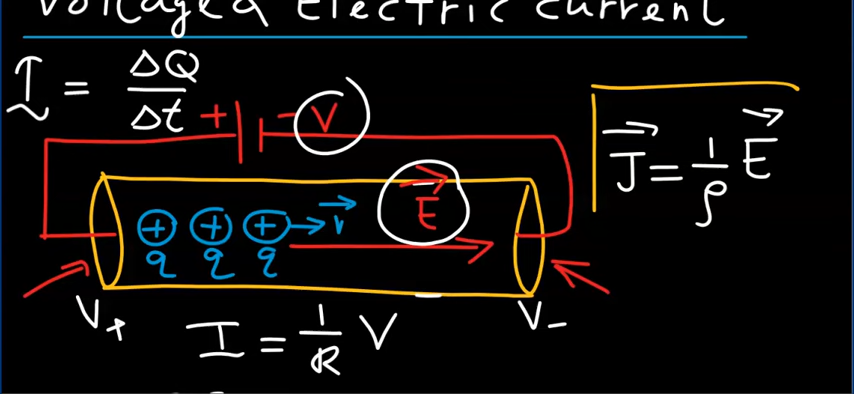 Voltage & electric current
I = ΔQ/Δt
+ - V
J⃗ = 1/ρ E⃗
+ + + v⃗ E⃗
q q q
V+ V-
I = 1/R V